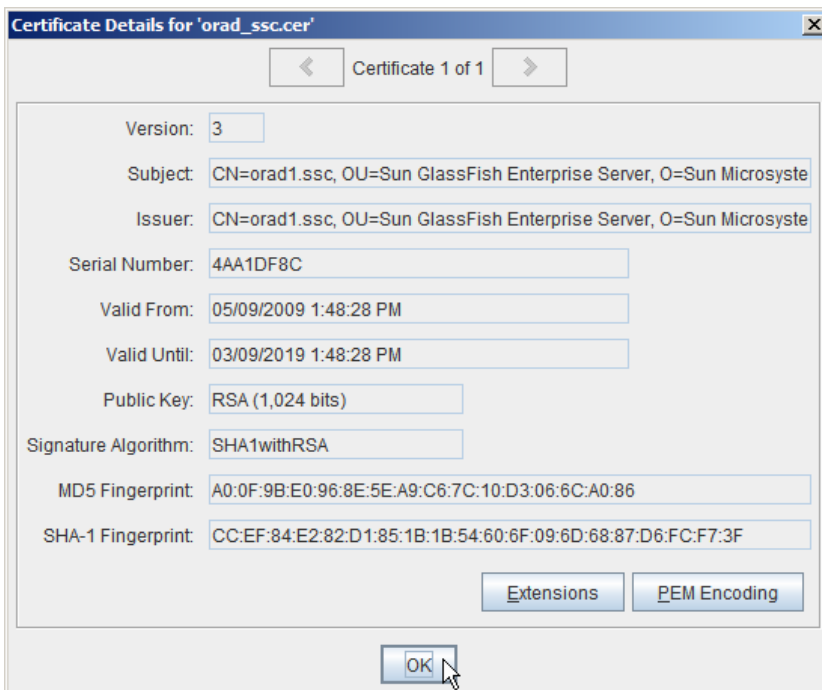 Certificate Details for 'orad_ssc.cer'
Certificate 1 of 1
Version: 3
Subject: CN=orad1.ssc, OU=Sun GlassFish Enterprise Server, O=Sun Microsyste
Issuer: CN=orad1.ssc, OU=Sun GlassFish Enterprise Server, O=Sun Microsyste
Serial Number: 4AA1DF8C
Valid From: 05/09/2009 1:48:28 PM
Valid Until: 03/09/2019 1:48:28 PM
Public Key: RSA (1,024 bits)
Signature Algorithm: SHA1withRSA
MD5 Fingerprint: A0:0F:9B:E0:96:8E:5E:A9:C6:7C:10:D3:06:6C:A0:86
SHA-1 Fingerprint: CC:EF:84:E2:82:D1:85:1B:1B:54:60:6F:09:6D:68:87:D6:FC:F7:3F
Extensions PEM Encoding
OK